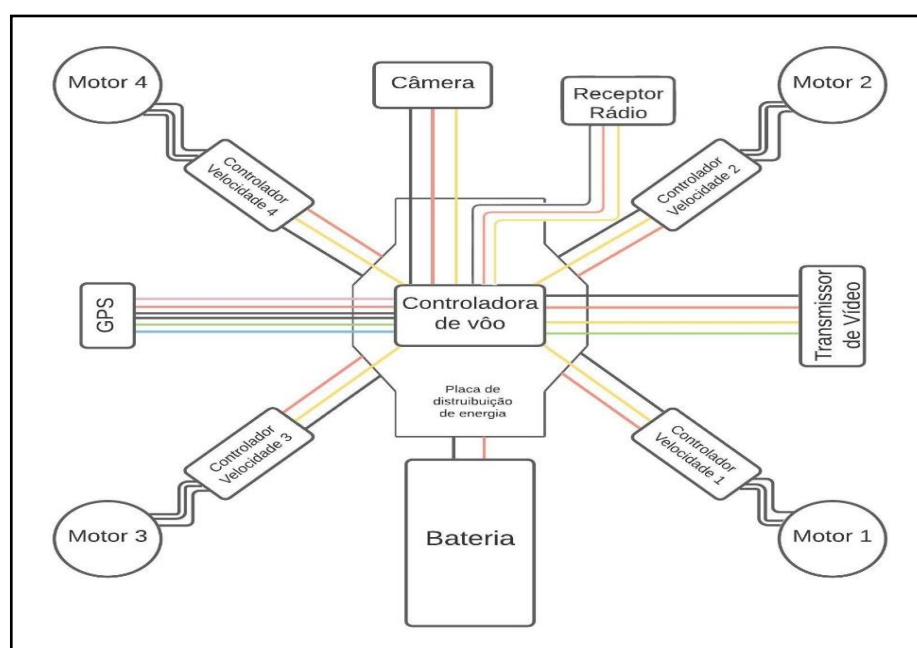 Motor 4
Câmera
Receptor
Rádio
Motor 2
Controlador
Velocidade 4
Controlador
Velocidade 2
GPS
Controladora
de vôo
Transmissor
de Vídeo
Placa de
distruibuição
de energia
Controlador
Velocidade 3
Controlador
Velocidade 1
Motor 3
Bateria
Motor 1